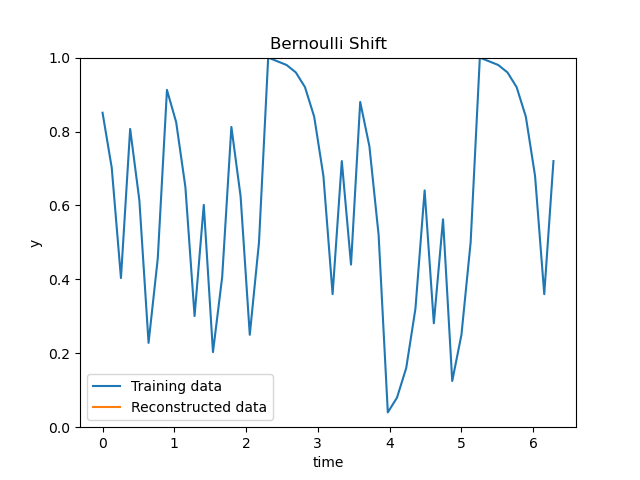 Bernoulli Shift
1.0
0.8
0.6
0.4
0.2
0.0
y
Training data
Reconstructed data
0 1 2 3 4 5 6
time